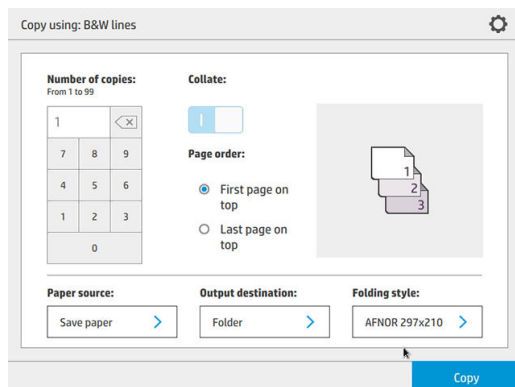 Copy using: B&W lines
Number of copies:
From 1 to 99
1
7 8 9
4 5 6
1 2 3
0
Collate:
Page order:
First page on
top
Last page on
top
1
2
3
Paper source:
Save paper
Output destination:
Folder
Folding style:
AFNOR 297x210
Copy